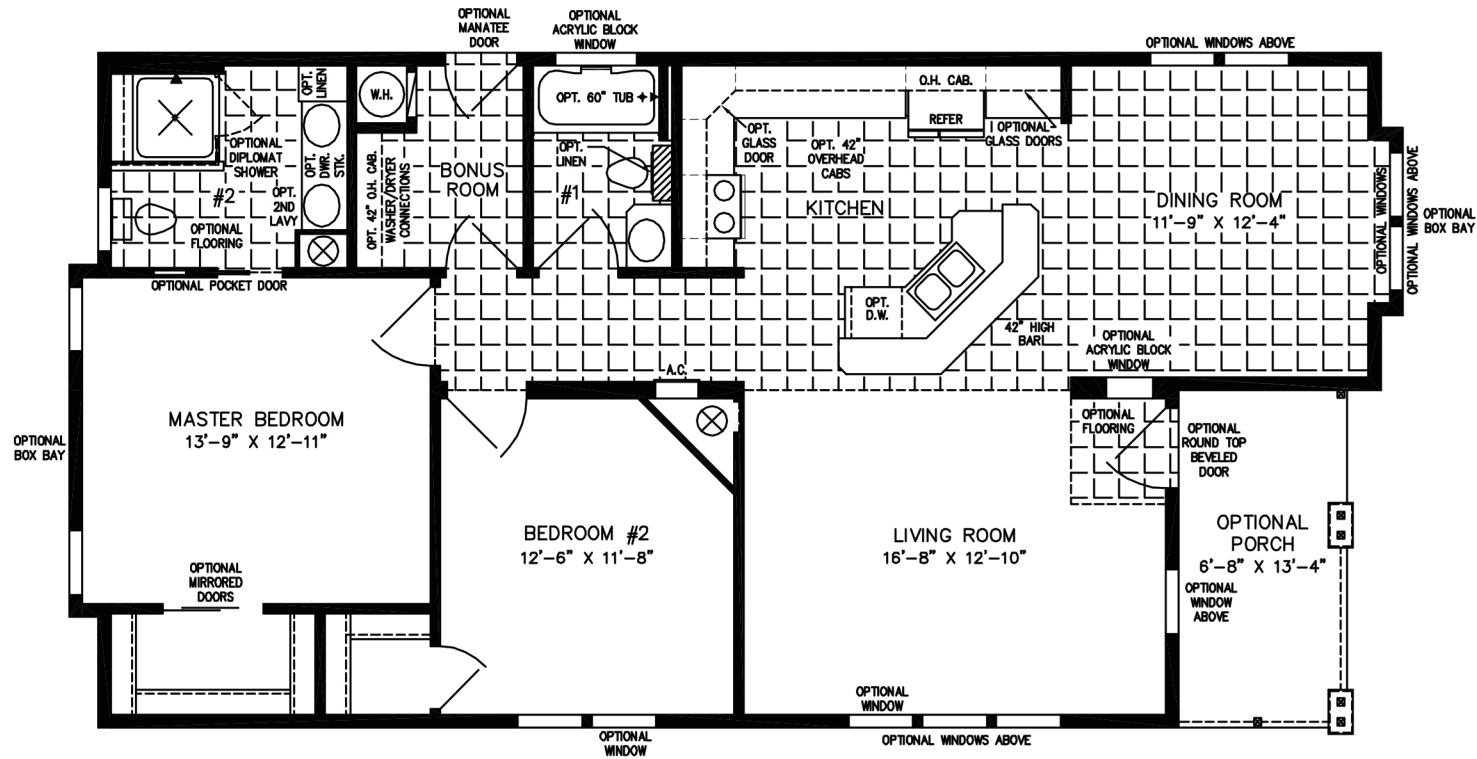 OPTIONAL
MANATEE
DOOR
OPTIONAL
ACRYLIC BLOCK
WINDOW
OPTIONAL WINDOWS ABOVE
OPT.
LINEN
W.H.
OPT. 60" TUB
O.H. CAB.
REFER
OPTIONAL
GLASS DOORS
OPT.
GLASS
DOOR
OPT. 42"
OVERHEAD
CABS
OPTIONAL
DIPLOMAT
SHOWER
OPT.
DWR.
STK.
OPT.
2ND
LAVY
#2
OPTIONAL
FLOORING
OPT. 42" O.H. CAB.
WASHER/DRYER
CONNECTIONS
BONUS
ROOM
OPT.
LINEN
#1
KITCHEN
DINING ROOM
11'-9" X 12'-4"
OPTIONAL WINDOWS
OPTIONAL WINDOWS ABOVE
OPTIONAL
BOX BAY
OPTIONAL POCKET DOOR
OPT.
D.W.
42" HIGH
BAR!
OPTIONAL
ACRYLIC BLOCK
WINDOW
A.C.
MASTER BEDROOM
13'-9" X 12'-11"
OPTIONAL
BOX BAY
OPTIONAL
FLOORING
OPTIONAL
ROUND TOP
BEVELED
DOOR
BEDROOM #2
12'-6" X 11'-8"
LIVING ROOM
16'-8" X 12'-10"
OPTIONAL
PORCH
6'-8" X 13'-4"
OPTIONAL
MIRRORED
DOORS
OPTIONAL
WINDOW
ABOVE
OPTIONAL
WINDOW
OPTIONAL
WINDOW
OPTIONAL WINDOWS ABOVE